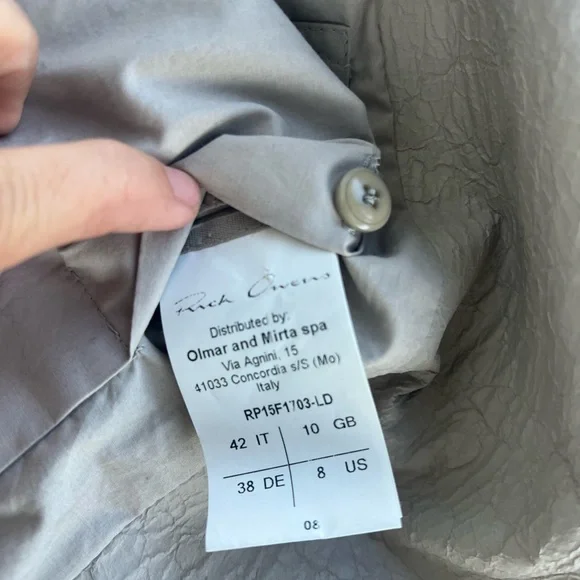 Rick Owens
Distributed by:
Olmar and Mirta spa
Via Agnini, 15
41033 Concordia s/S (Mo)
Italy
RP15F1703-LD
42 IT 10 GB
38 DE 8 US
08